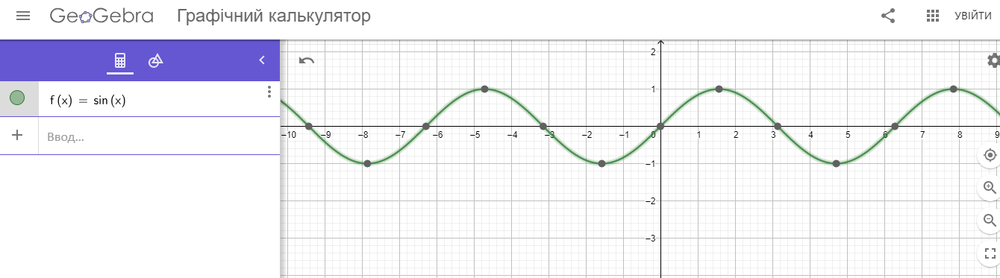 GeoGebra Графічний калькулятор УВІЙТИ
f (x) = sin (x)
Ввод...
2
1
–10 –9 –8 –7 –6 –5 –4 –3 –2 –1 0 1 2 3 4 5 6 7 8 9
–1
–2
–3